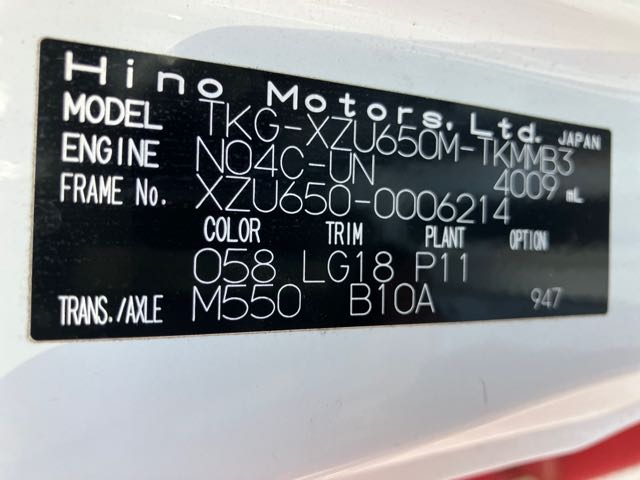 Hino Motors, Ltd. JAPAN
MODEL TKG-XZU650M-TKMMB3
ENGINE N04C-UN 4009 mL
FRAME No. XZU650-0006214
COLOR TRIM PLANT OPTION
058 LG18 P11
TRANS./AXLE M550 B10A 947